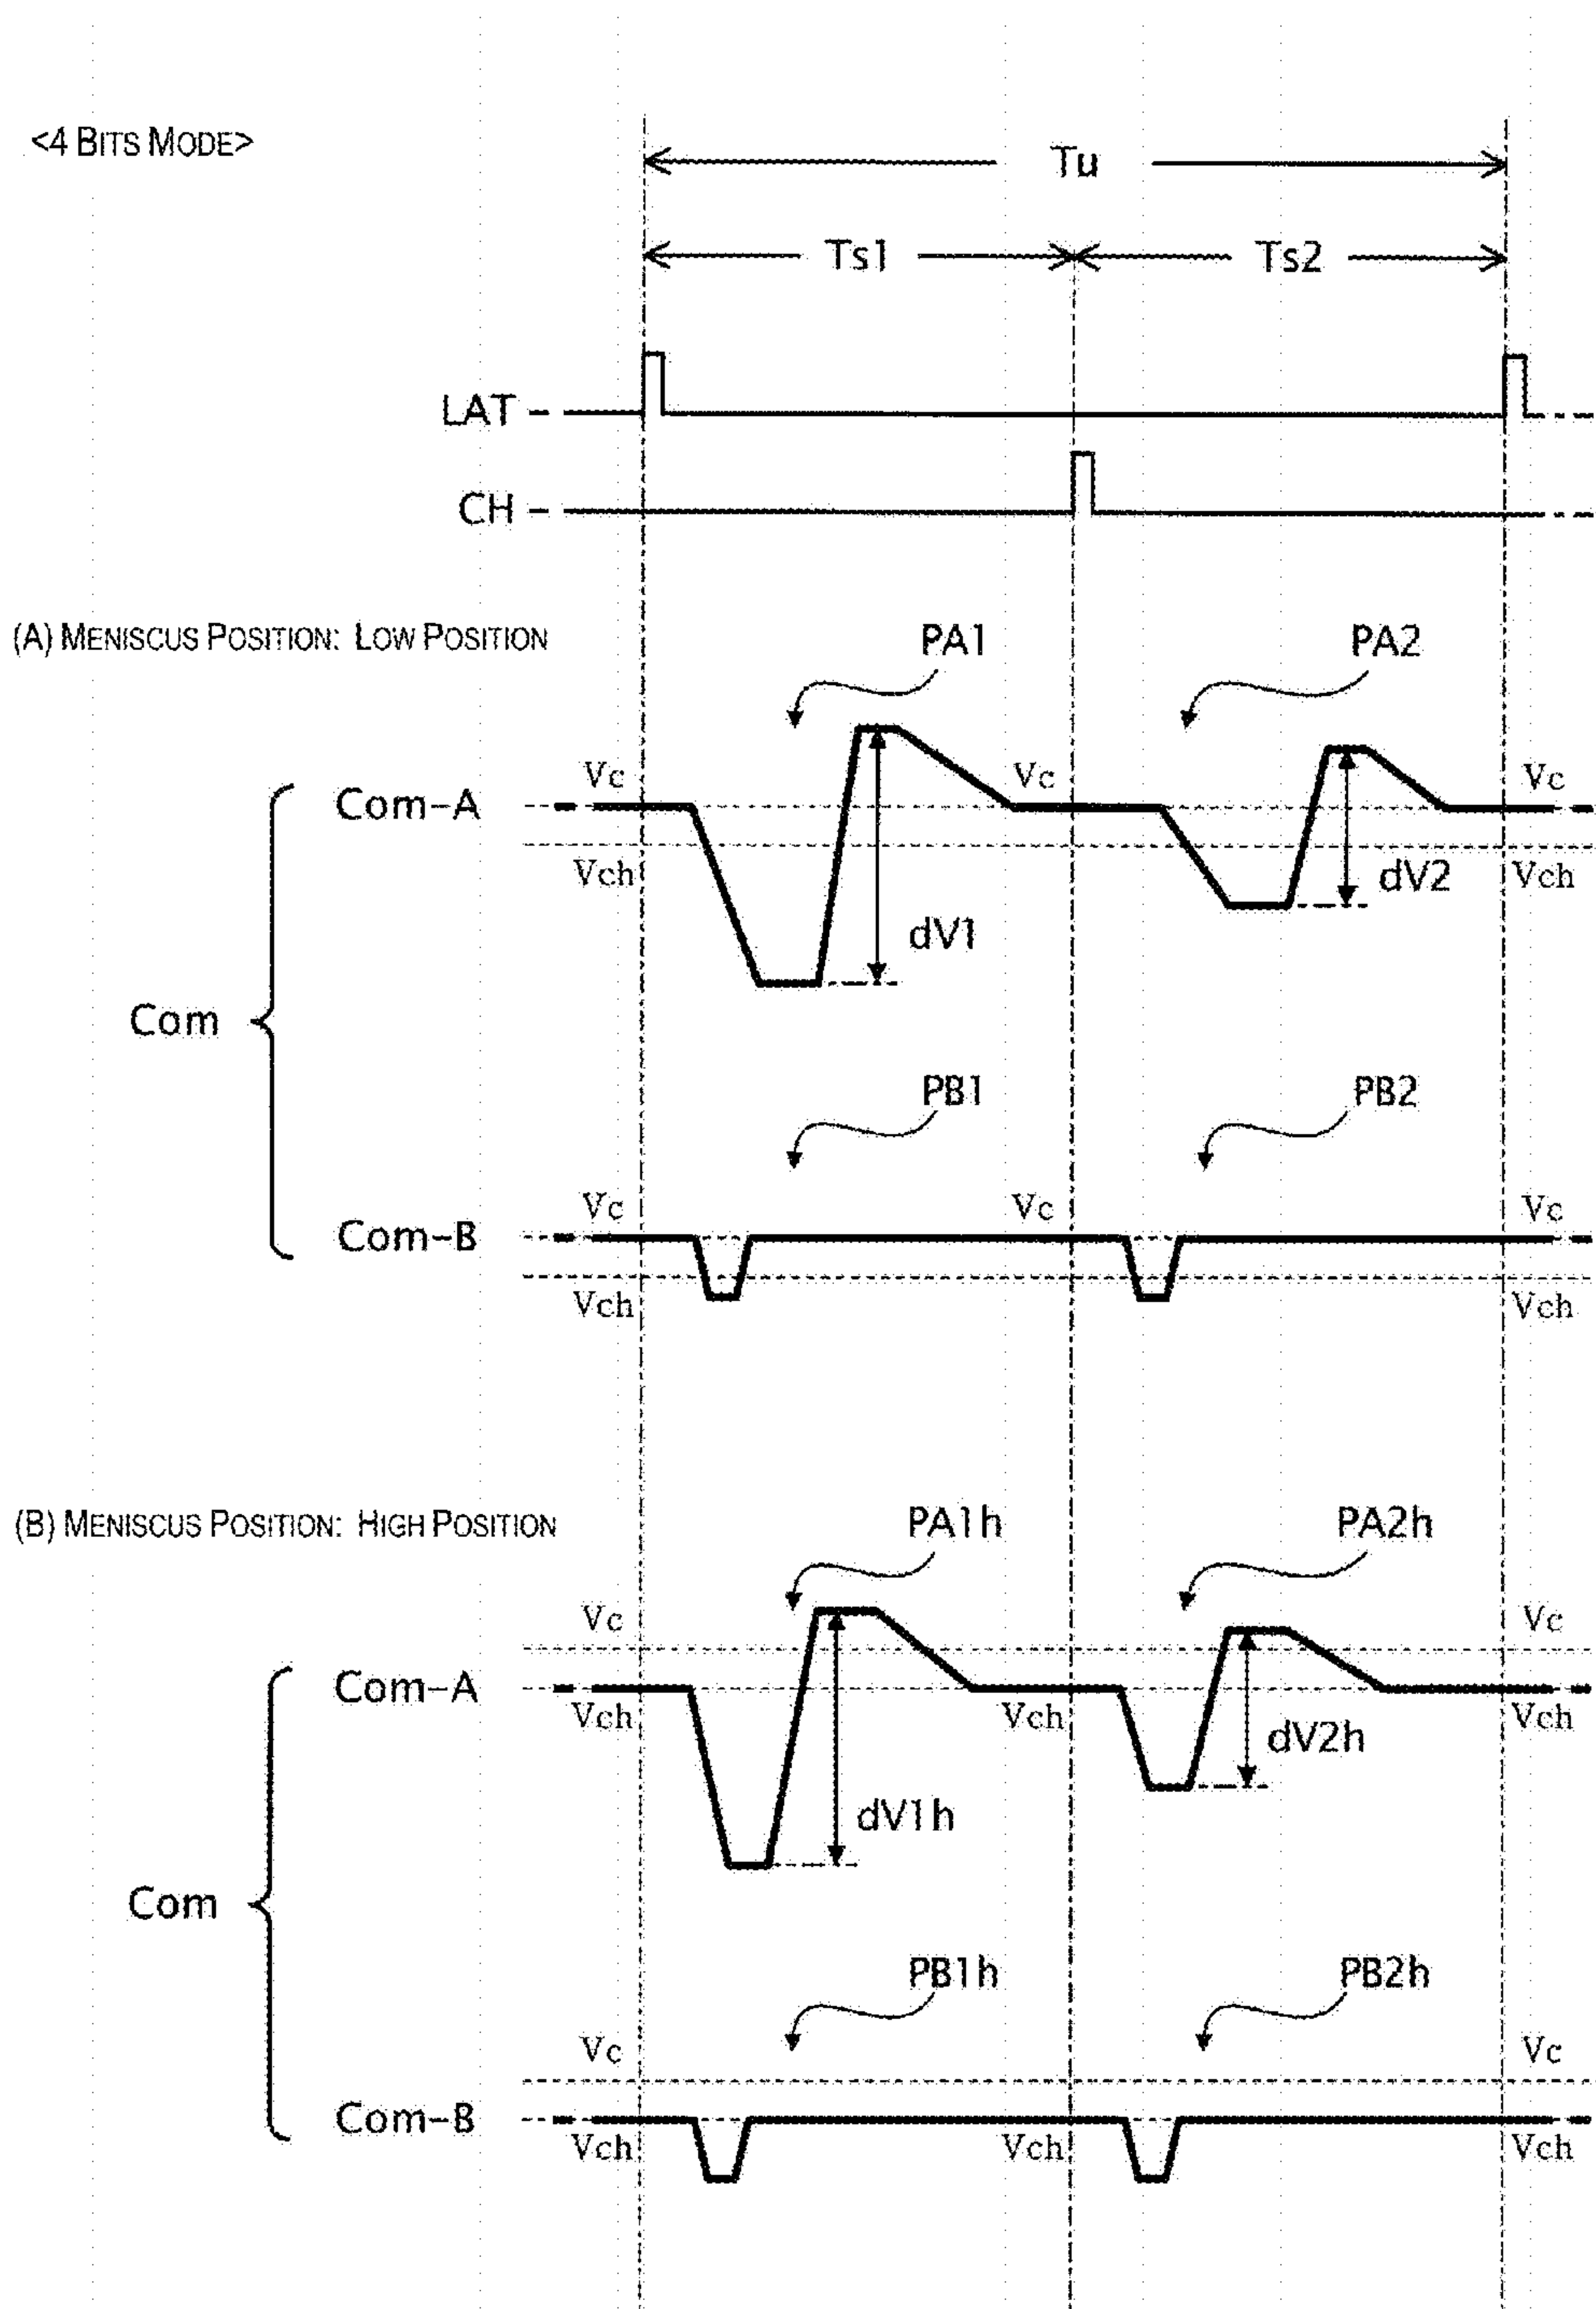 <4 BITS MODE>
Tu
Ts1 Ts2
LAT
CH
(A) MENISCUS POSITION: LOW POSITION
PA1 PA2
Vc Vc Vc
Com-A
Vch Vch
dV1 dV2
Com
PB1 PB2
Vc Vc Vc
Com-B
Vch Vch
(B) MENISCUS POSITION: HIGH POSITION
PA1h PA2h
Vc Vc
Com-A
Vch Vch Vch
dV1h dV2h
Com
PB1h PB2h
Vc Vc
Com-B
Vch Vch Vch